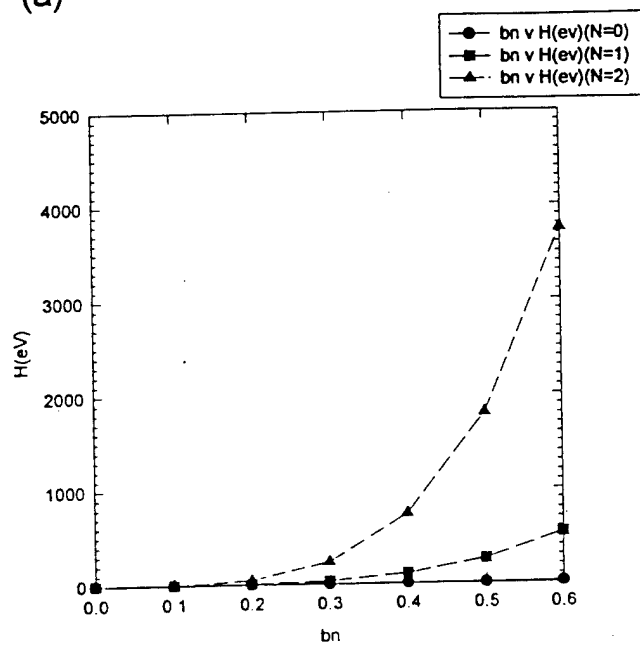 (a)
bn v H(ev)(N=0)
bn v H(ev)(N=1)
bn v H(ev)(N=2)
5000
4000
3000
2000
1000
0
H(eV)
0.0 0.1 0.2 0.3 0.4 0.5 0.6
bn